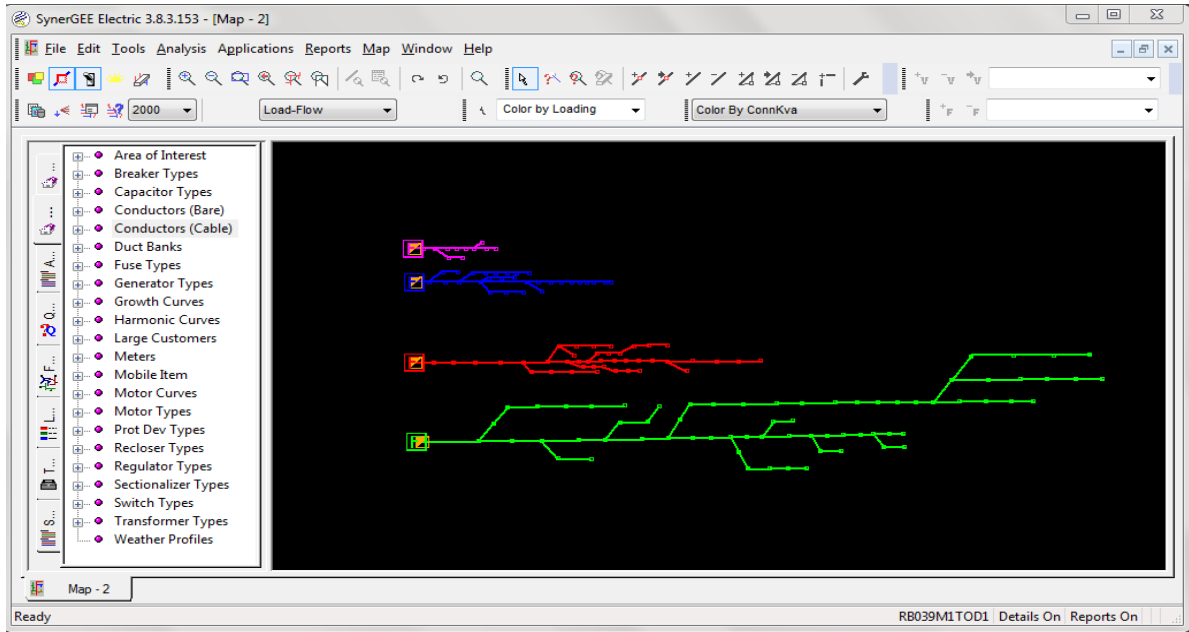 SynerGEE Electric 3.8.3.153 - [Map - 2]
File Edit Tools Analysis Applications Reports Map Window Help
2000 Load-Flow Color by Loading Color By ConnKva
Area of Interest
Breaker Types
Capacitor Types
Conductors (Bare)
Conductors (Cable)
Duct Banks
Fuse Types
Generator Types
Growth Curves
Harmonic Curves
Large Customers
Meters
Mobile Item
Motor Curves
Motor Types
Prot Dev Types
Recloser Types
Regulator Types
Sectionalizer Types
Switch Types
Transformer Types
Weather Profiles
A...
F...
T...
S...
Map - 2
Ready RB039M1TOD1 Details On Reports On